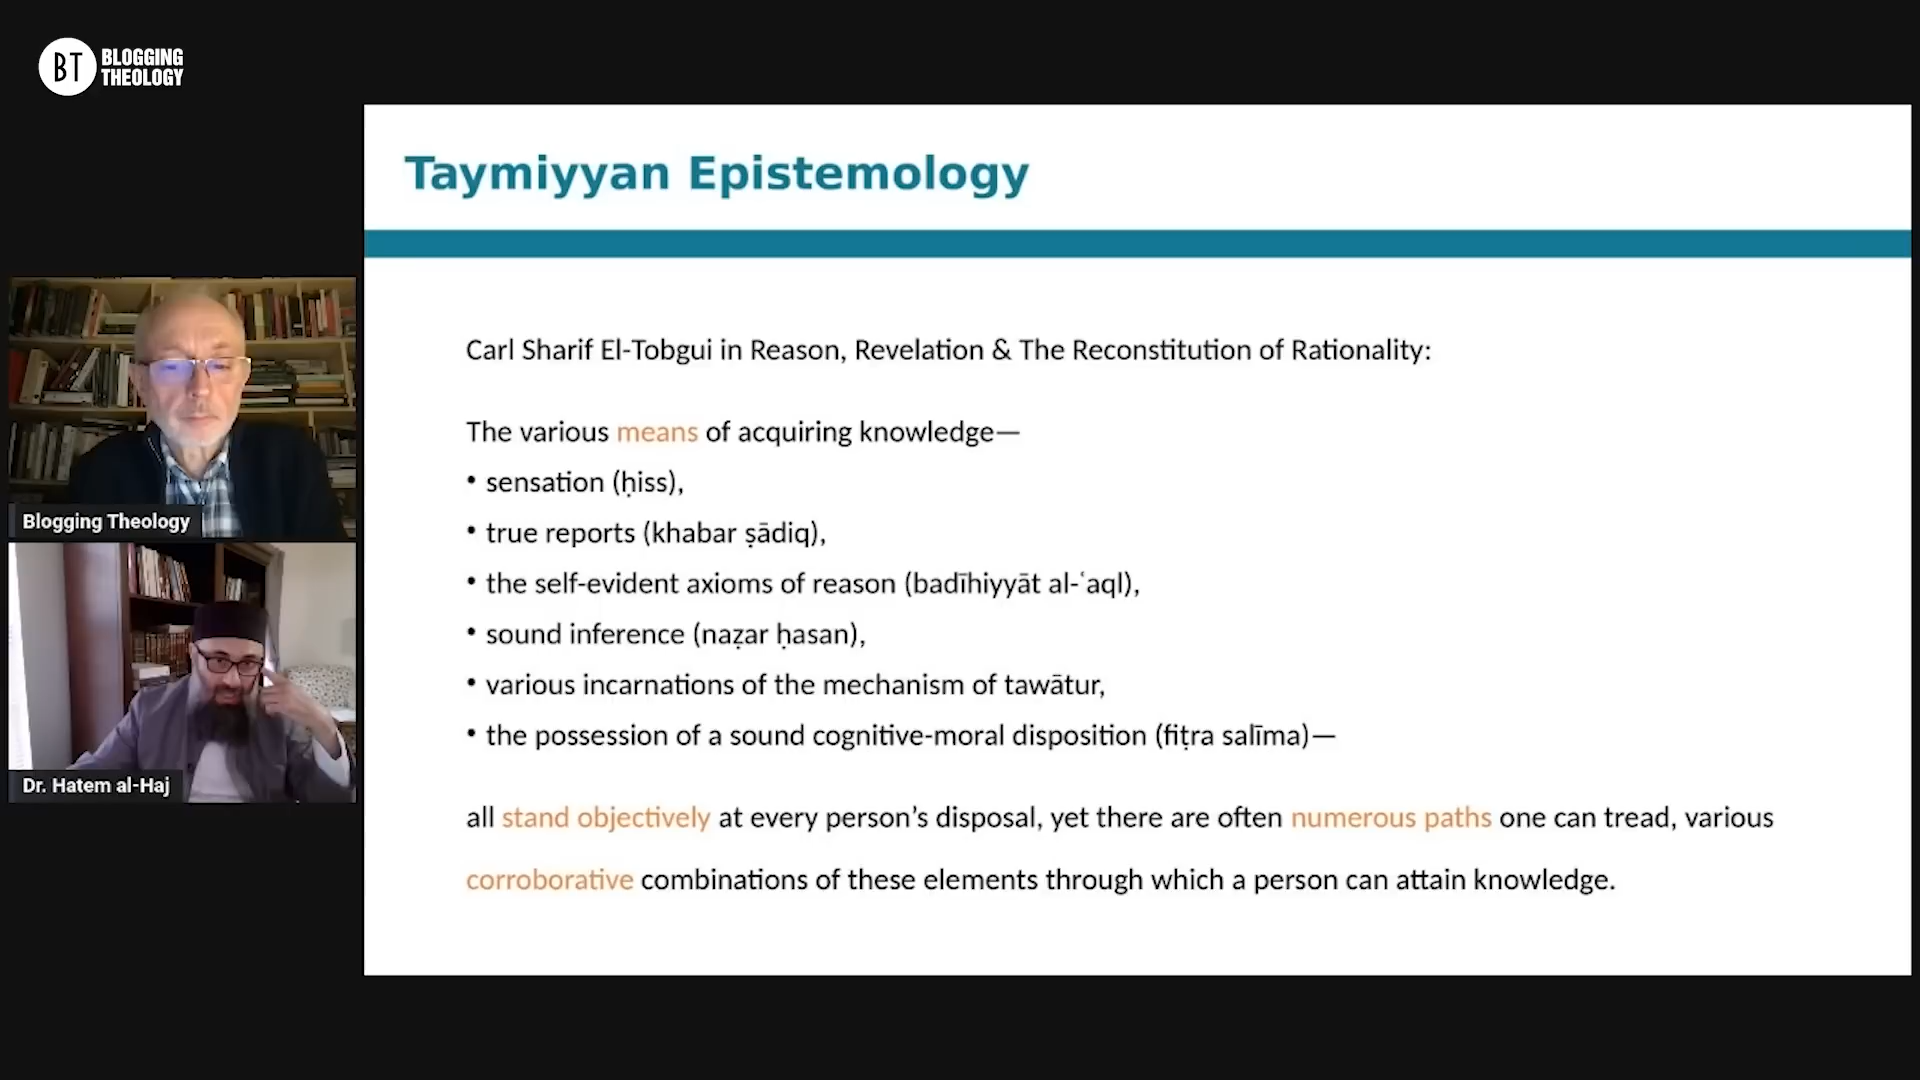 BT BLOGGING
THEOLOGY
Taymiyyan Epistemology
Carl Sharif El-Tobgui in Reason, Revelation & The Reconstitution of Rationality:
The various means of acquiring knowledge—
• sensation (ḥiss),
• true reports (khabar ṣādiq),
• the self-evident axioms of reason (badīhiyyāt al-ʿaql),
• sound inference (naẓar ḥasan),
• various incarnations of the mechanism of tawātur,
• the possession of a sound cognitive-moral disposition (fiṭra salīma)—
all stand objectively at every person’s disposal, yet there are often numerous paths one can tread, various
corroborative combinations of these elements through which a person can attain knowledge.
Blogging Theology
Dr. Hatem al-Haj